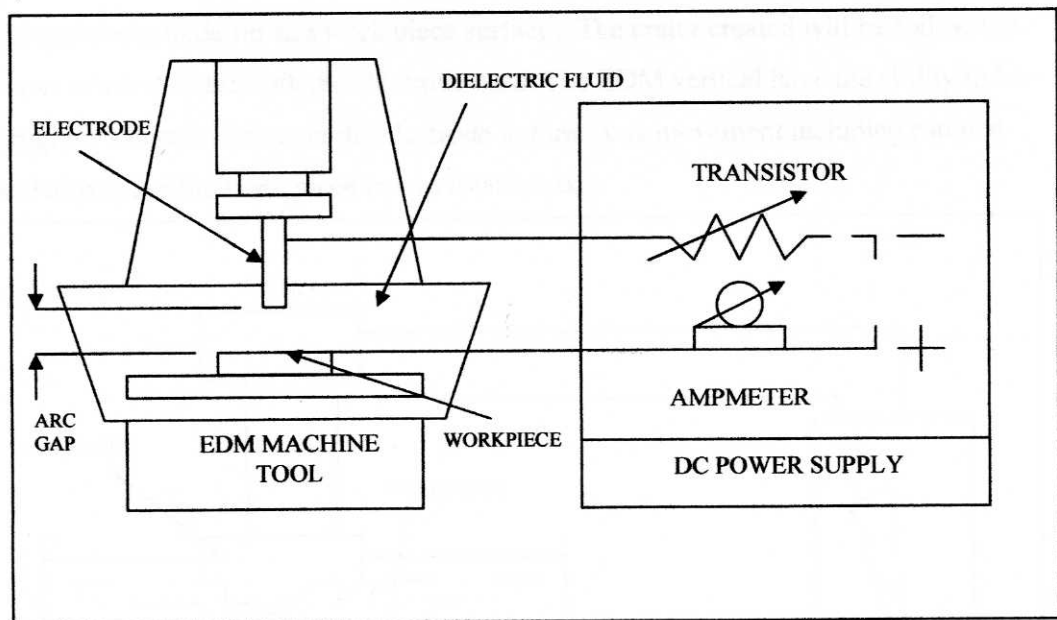 DIELECTRIC FLUID
ELECTRODE
TRANSISTOR
ARC
GAP
WORKPIECE
EDM MACHINE
TOOL
AMPMETER
DC POWER SUPPLY